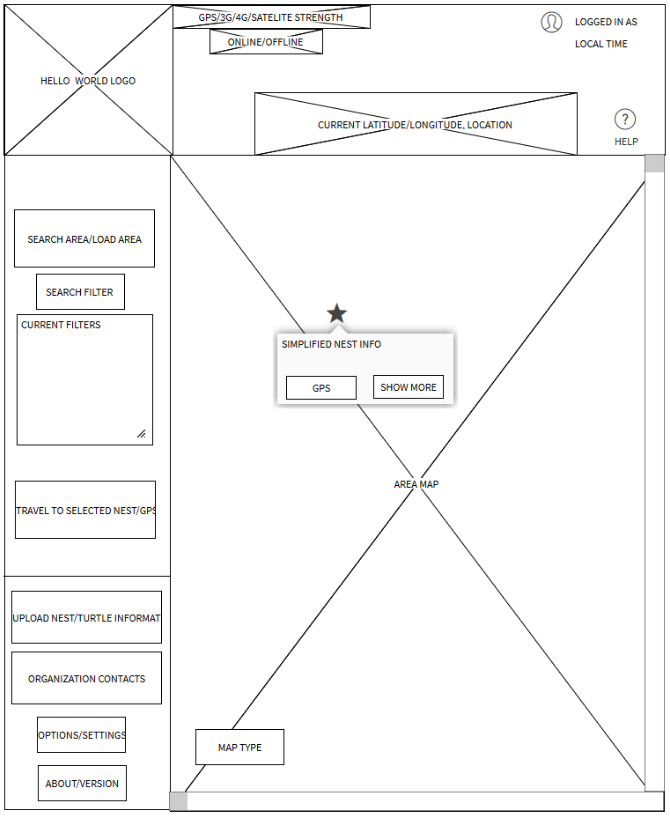 GPS/3G/4G/SATELITE STRENGTH
ONLINE/OFFLINE
LOGGED IN AS
LOCAL TIME
HELLO WORLD LOGO
CURRENT LATITUDE/LONGITUDE, LOCATION
?
HELP
SEARCH AREA/LOAD AREA
SEARCH FILTER
CURRENT FILTERS
SIMPLIFIED NEST INFO
GPS
SHOW MORE
AREA MAP
TRAVEL TO SELECTED NEST/GPS
UPLOAD NEST/TURTLE INFORMAT
ORGANIZATION CONTACTS
OPTIONS/SETTINGS
MAP TYPE
ABOUT/VERSION